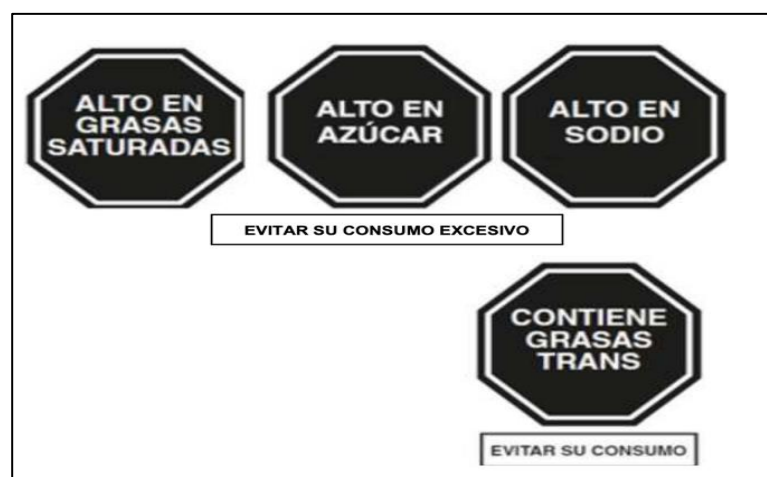 ALTO EN
GRASAS
SATURADAS
ALTO EN
AZÚCAR
ALTO EN
SODIO
EVITAR SU CONSUMO EXCESIVO
CONTIENE
GRASAS
TRANS
EVITAR SU CONSUMO